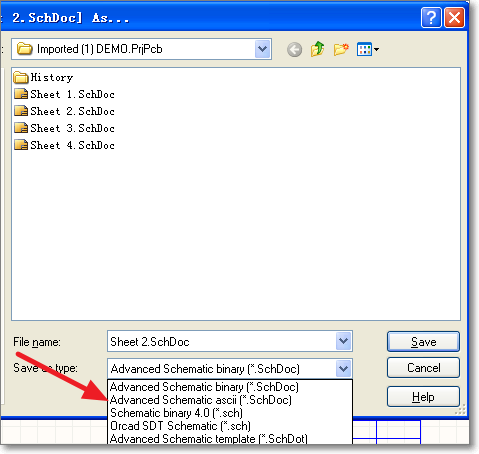 2.SchDoc] As...
: Imported (1) DEMO.PrjPcb
History
Sheet 1.SchDoc
Sheet 2.SchDoc
Sheet 3.SchDoc
Sheet 4.SchDoc
File name: Sheet 2.SchDoc Save
Save as type: Advanced Schematic binary (*.SchDoc) Cancel
Advanced Schematic binary (*.SchDoc)
Advanced Schematic ascii (*.SchDoc) Help
Schematic binary 4.0 (*.sch)
Orcad SDT Schematic (*.sch)
Advanced Schematic template (*.SchDot)